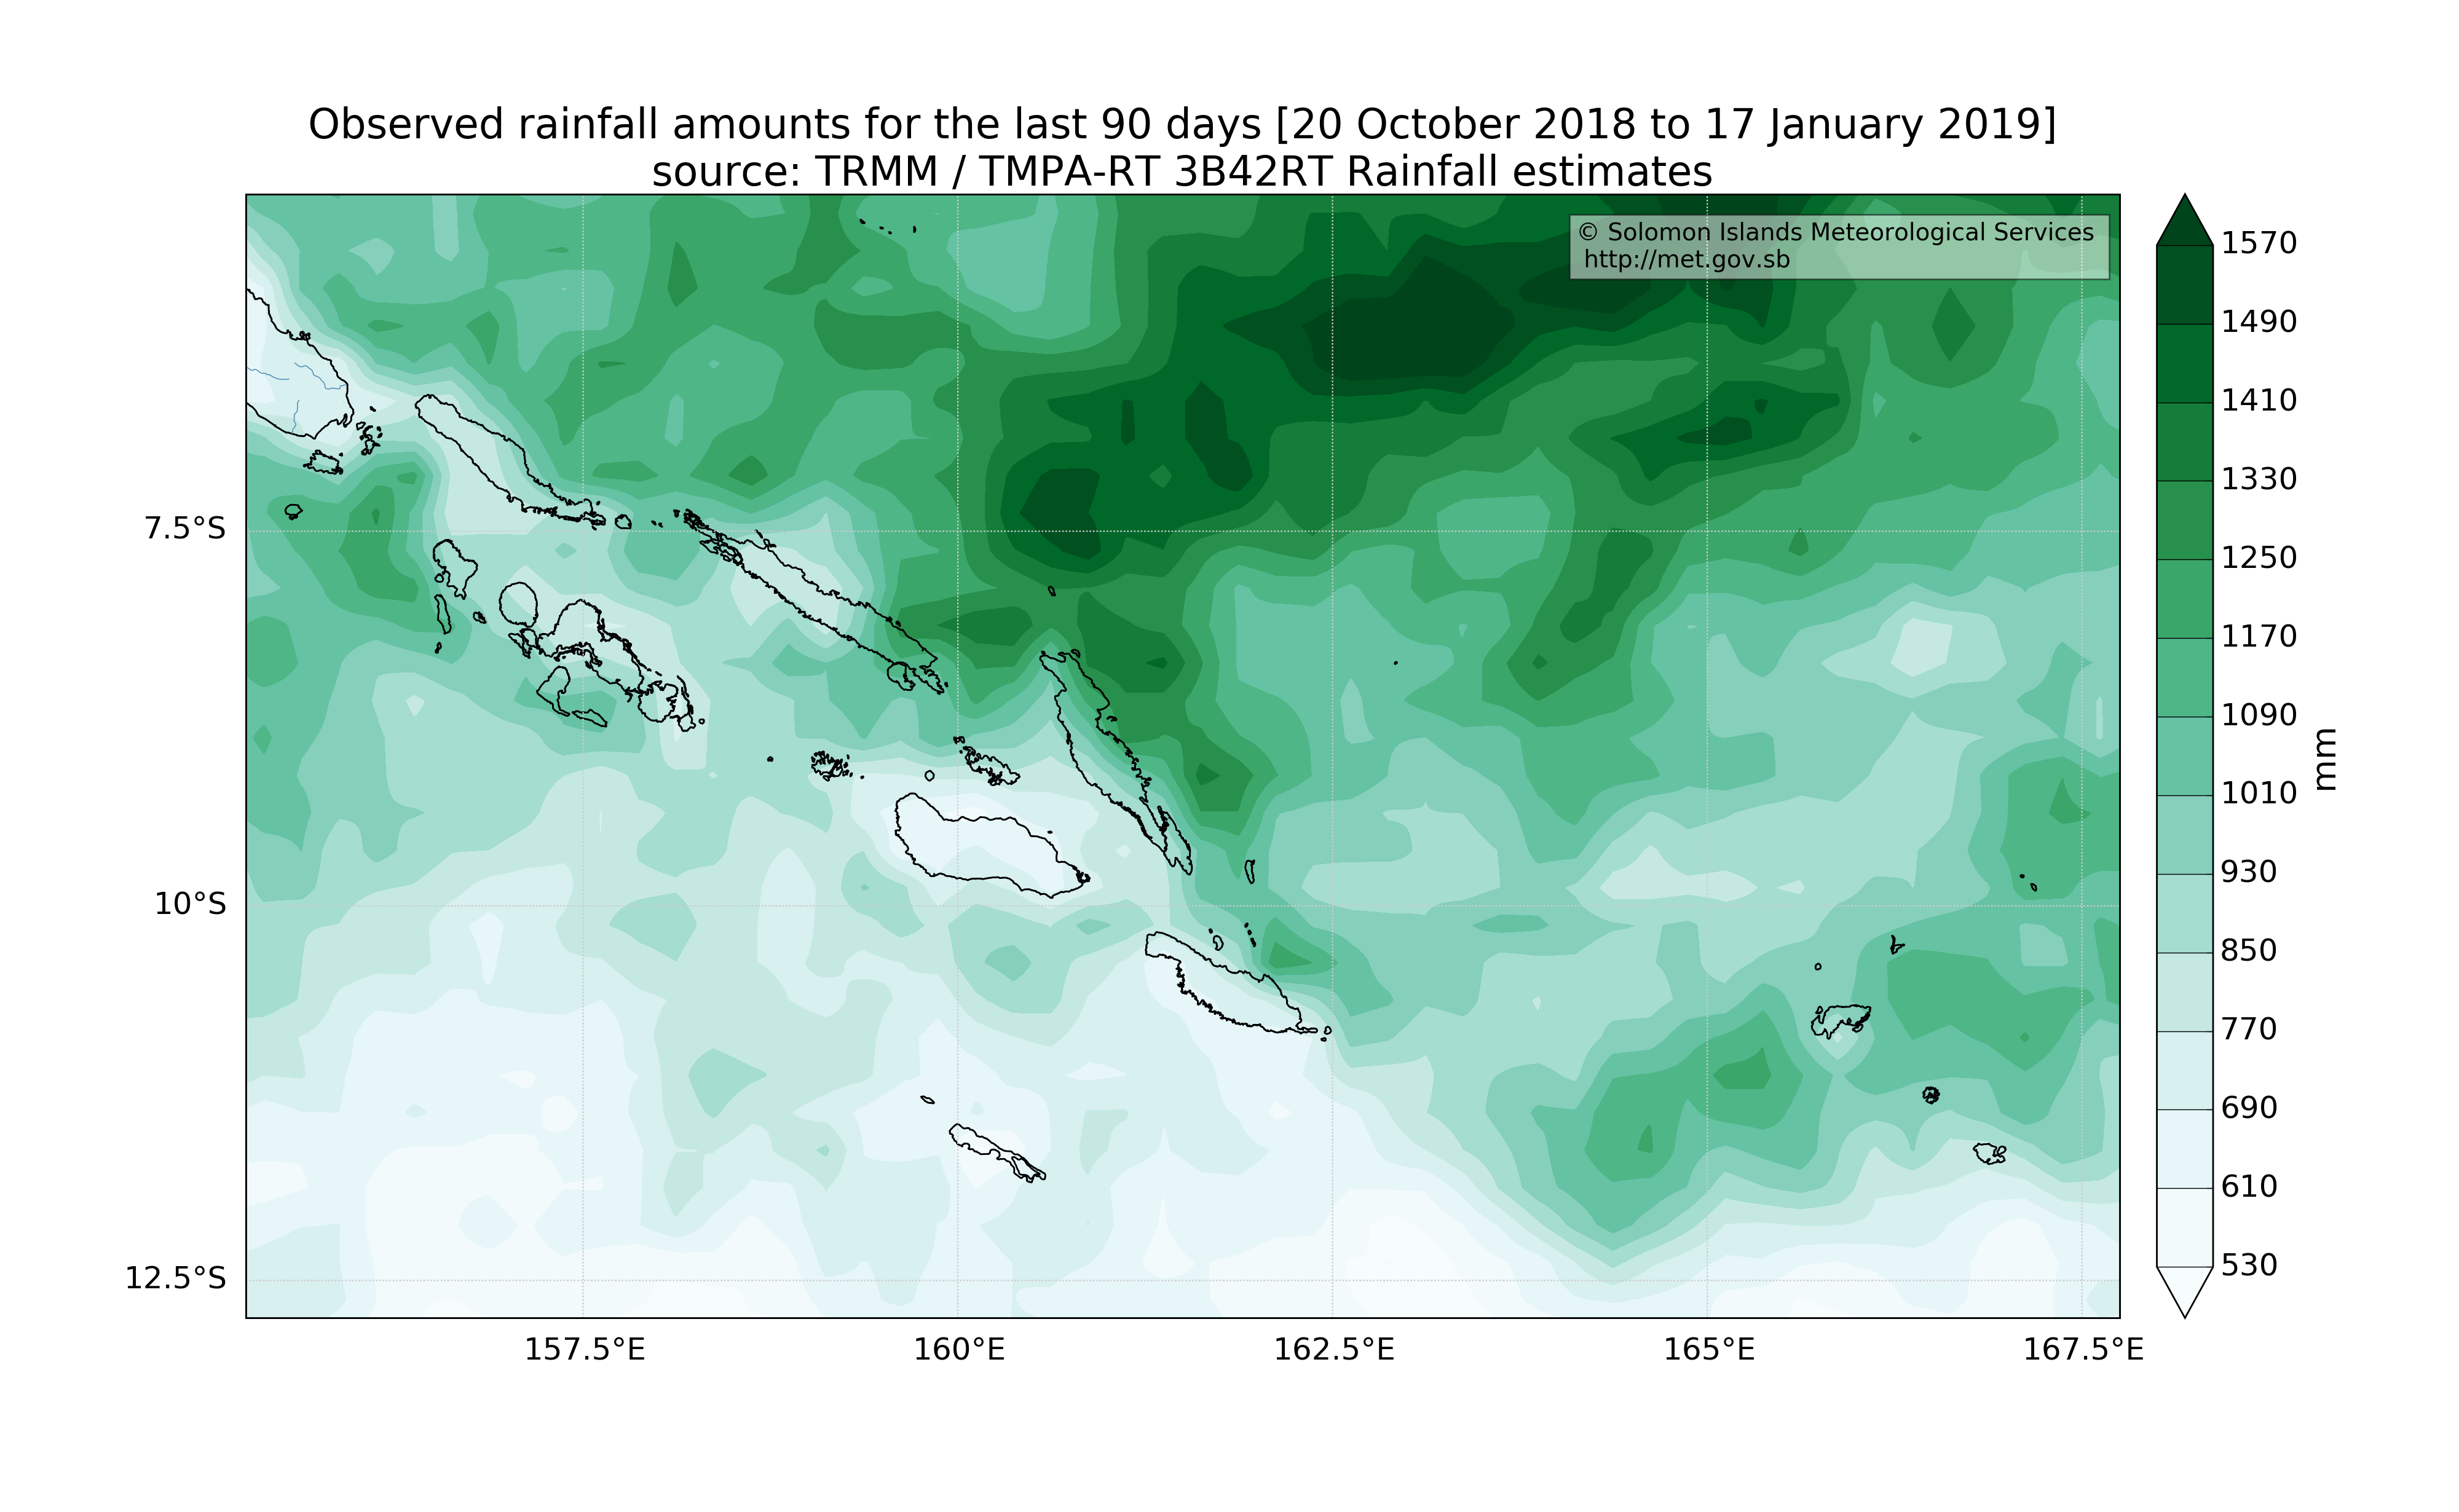 Observed rainfall amounts for the last 90 days [20 October 2018 to 17 January 2019]
source: TRMM / TMPA-RT 3B42RT Rainfall estimates
© Solomon Islands Meteorological Services
http://met.gov.sb
7.5°S
10°S
12.5°S
157.5°E
160°E
162.5°E
165°E
167.5°E
1570
1490
1410
1330
1250
1170
1090
1010
930
850
770
690
610
530
mm